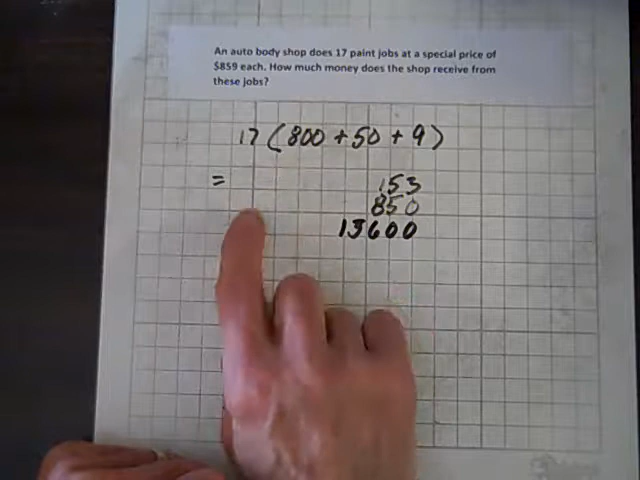 An auto body shop does 17 paint jobs at a special price of
$859 each. How much money does the shop receive from
these jobs?
17 (800 + 50 + 9)
= 153
850
13600